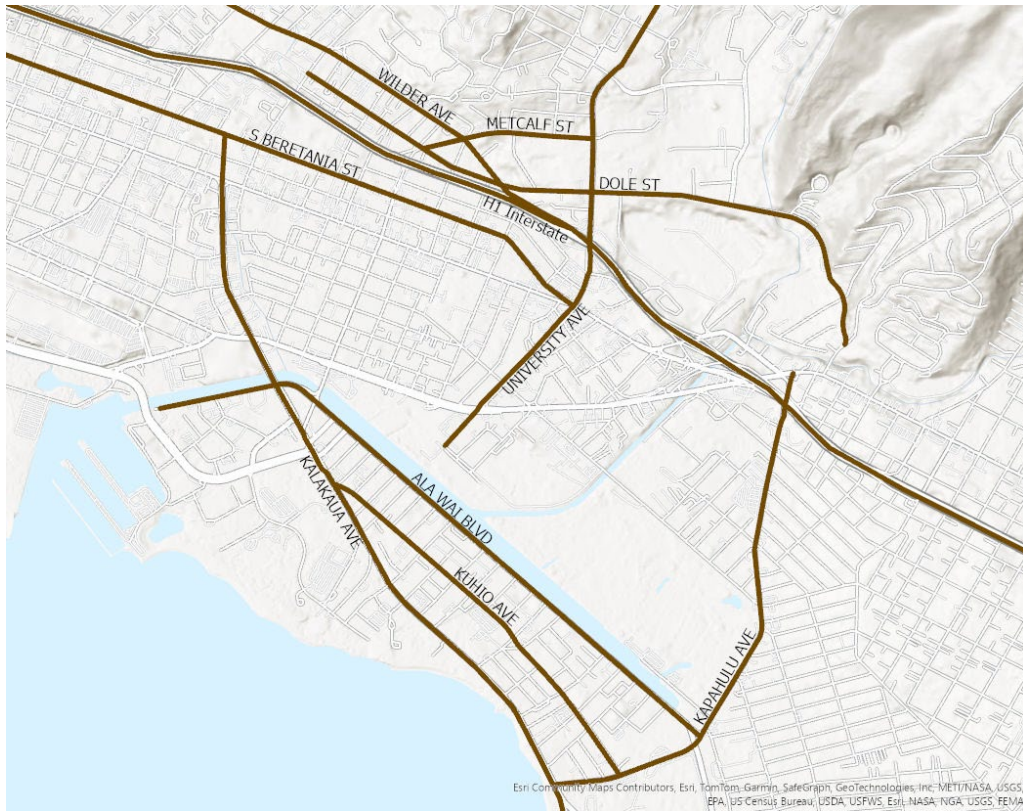 WILDER AVE
METCALF ST
S BERETANIA ST
DOLE ST
H1 Interstate
UNIVERSITY AVE
KALAKAUA AVE
ALA WAI BLVD
KUHIO AVE
KAPAHULU AVE
Esri Community Maps Contributors, Esri, TomTom, Garmin, SafeGraph, GeoTechnologies, Inc, METI/NASA, USGS,
EPA, US Census Bureau, USDA, USFWS, Esri, NASA, NGA, USGS, FEMA